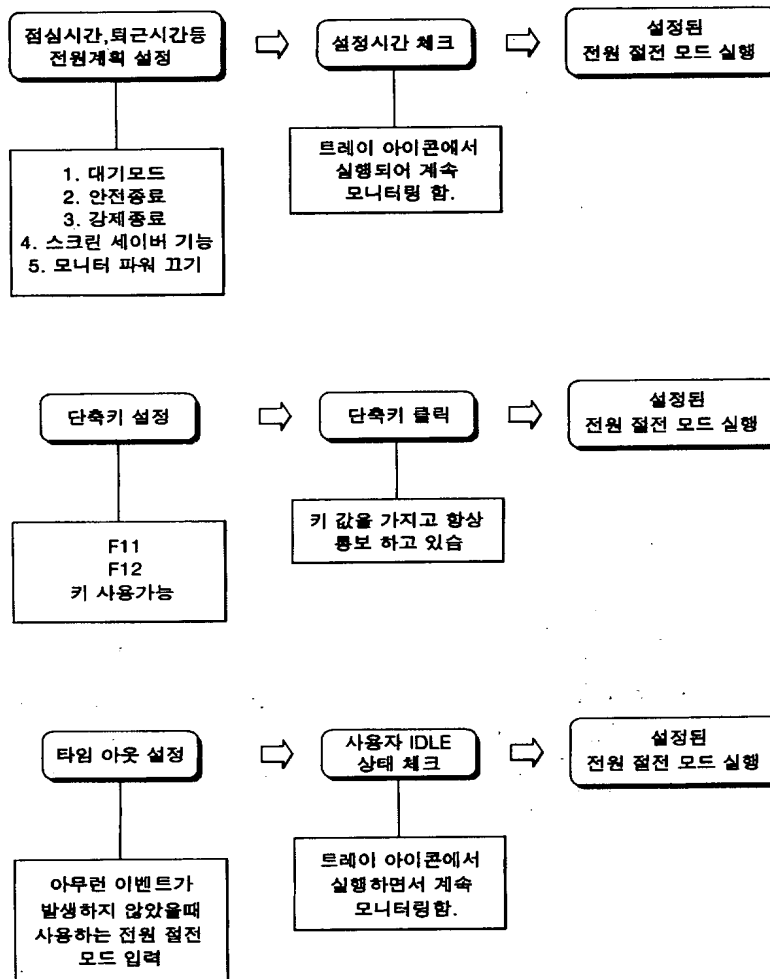 점심시간,퇴근시간등
전원계획 설정
설정시간 체크
설정된
전원 절전 모드 실행
1. 대기모드
2. 안전종료
3. 강제종료
4. 스크린 세이버 기능
5. 모니터 파워 끄기
트레이 아이콘에서
실행되어 계속
모니터링 함.
단축키 설정
단축키 클릭
설정된
전원 절전 모드 실행
F11
F12
키 사용가능
키 값을 가지고 항상
통보 하고 있습
타임 아웃 설정
사용자 IDLE
상태 체크
설정된
전원 절전 모드 실행
아무런 이벤트가
발생하지 않았을때
사용하는 전원 절전
모드 입력
트레이 아이콘에서
실행하면서 계속
모니터링함.